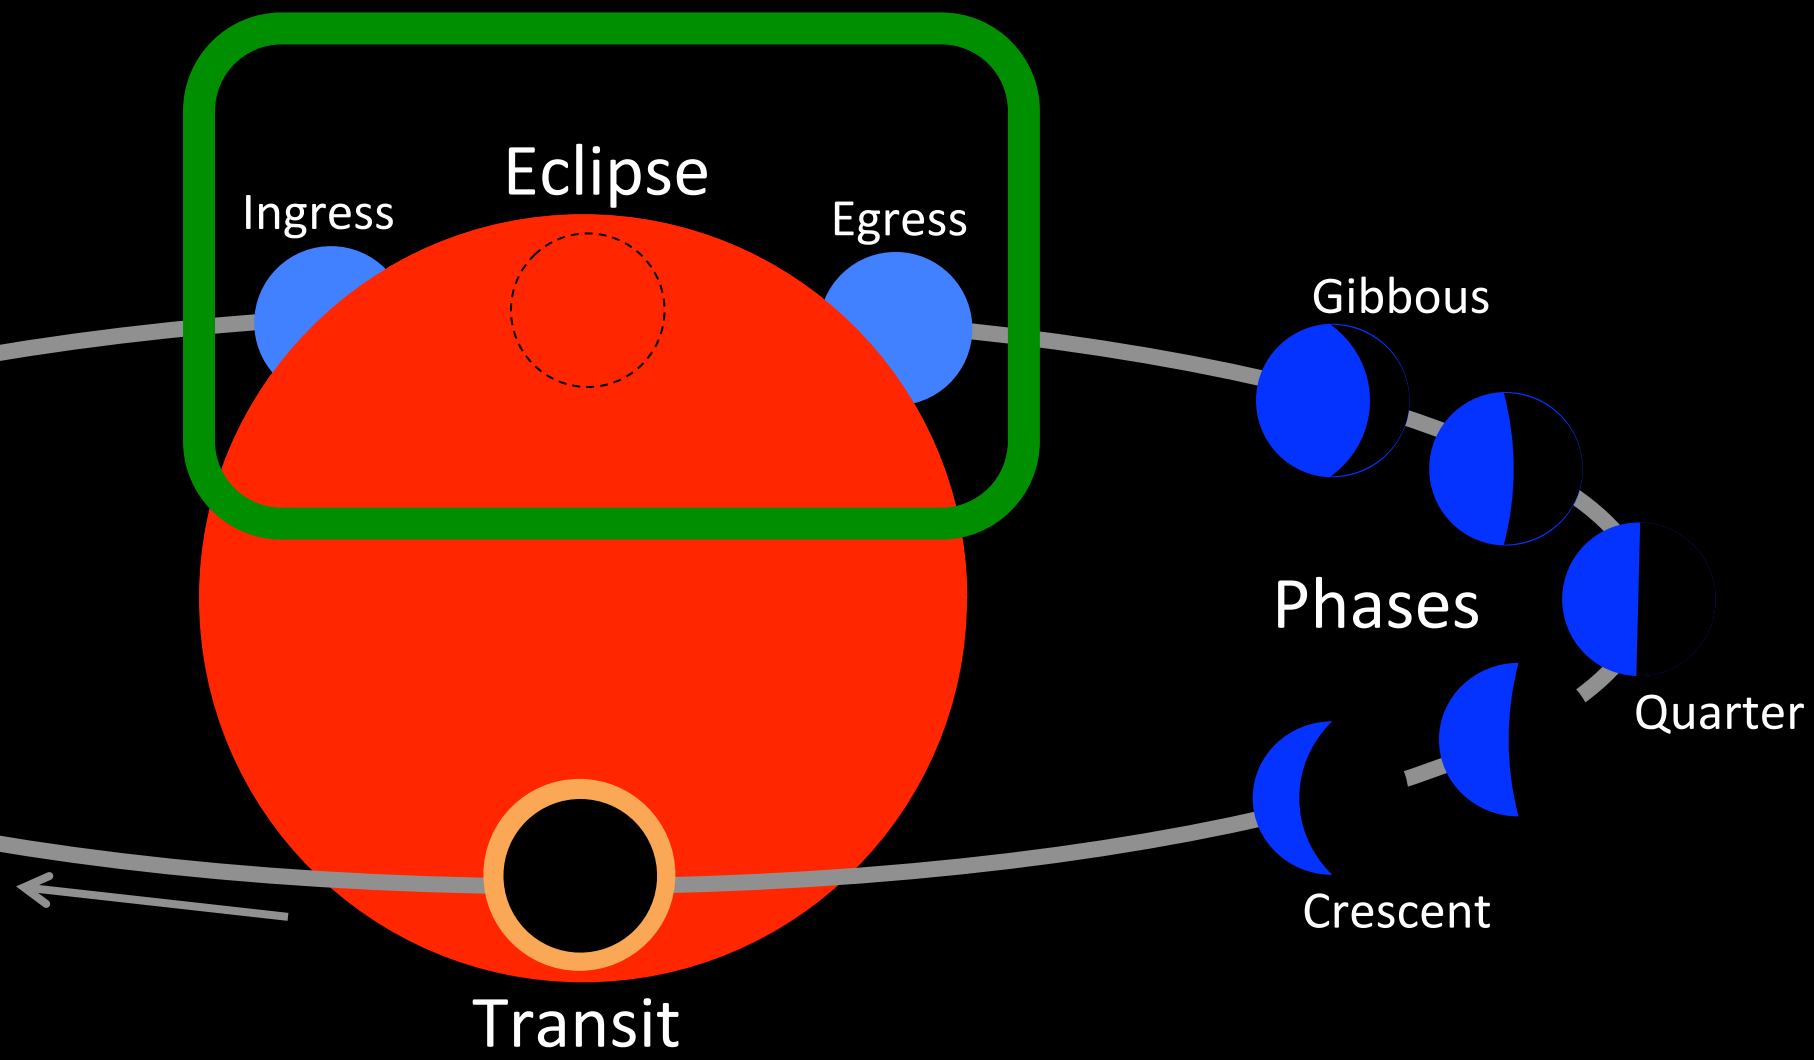 Eclipse
Ingress
Egress
Gibbous
Phases
Quarter
Crescent
Transit